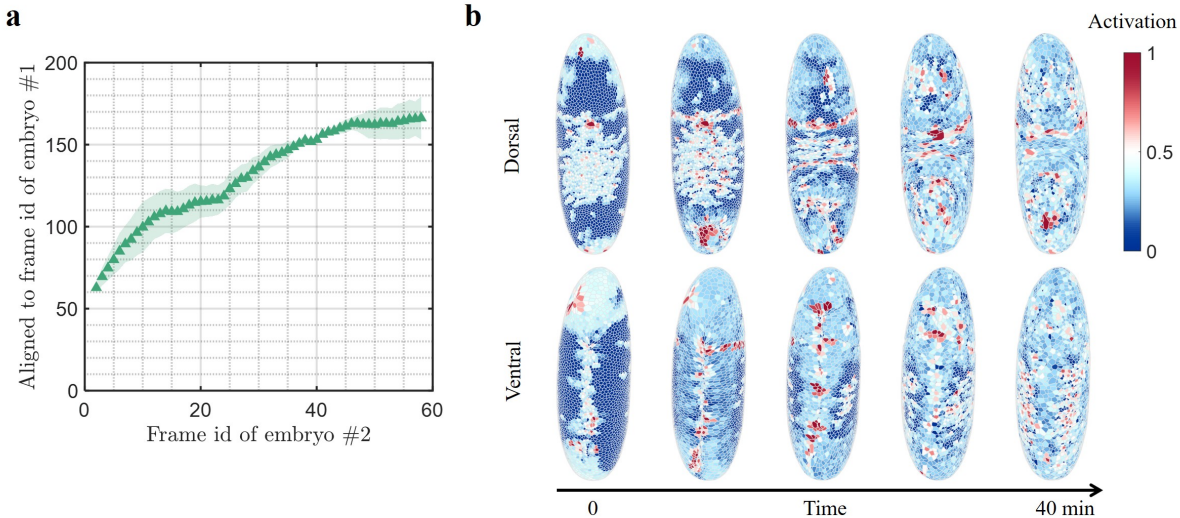 a
200
150
100
50
0
0
20
40
60
Aligned to frame id of embryo #1
Frame id of embryo #2
b
Activation
1
0.5
0
Dorsal
Ventral
0
Time
40 min